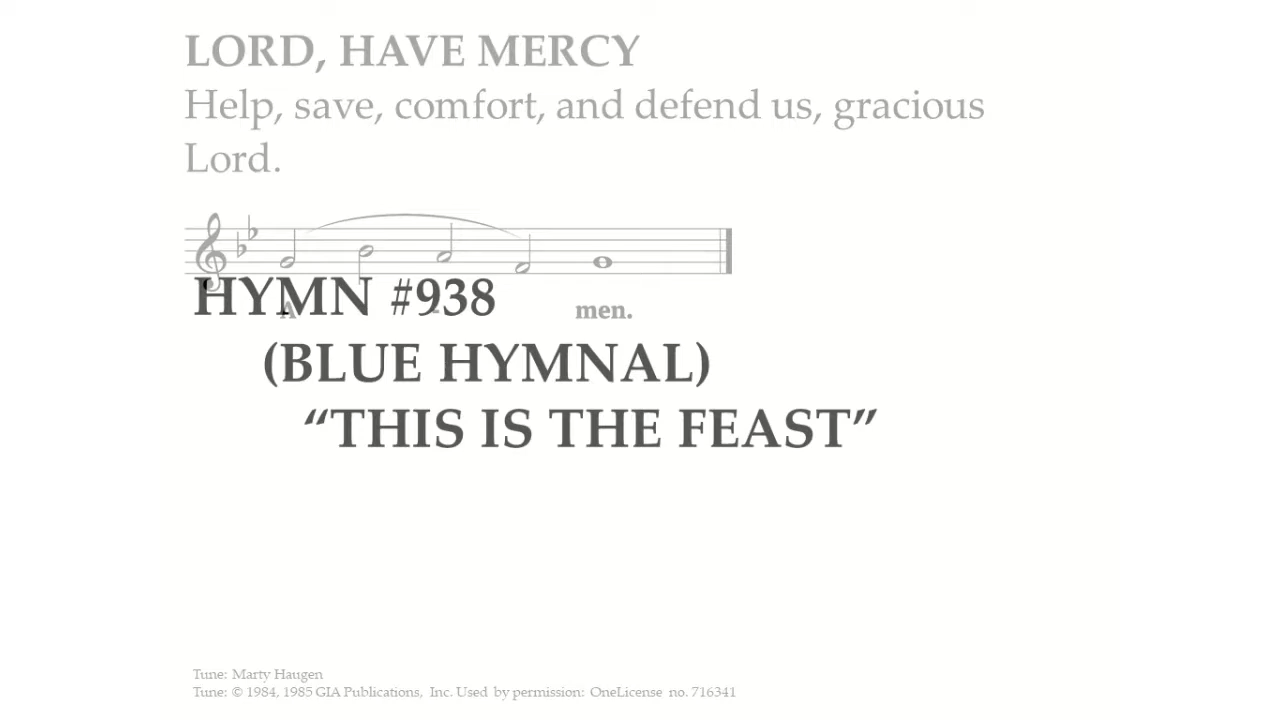 LORD, HAVE MERCY
Help, save, comfort, and defend us, gracious
Lord.
A - men.
HYMN #938
(BLUE HYMNAL)
“THIS IS THE FEAST”
Tune: Marty Haugen
Tune: © 1984, 1985 GIA Publications, Inc. Used by permission: OneLicense no. 716341